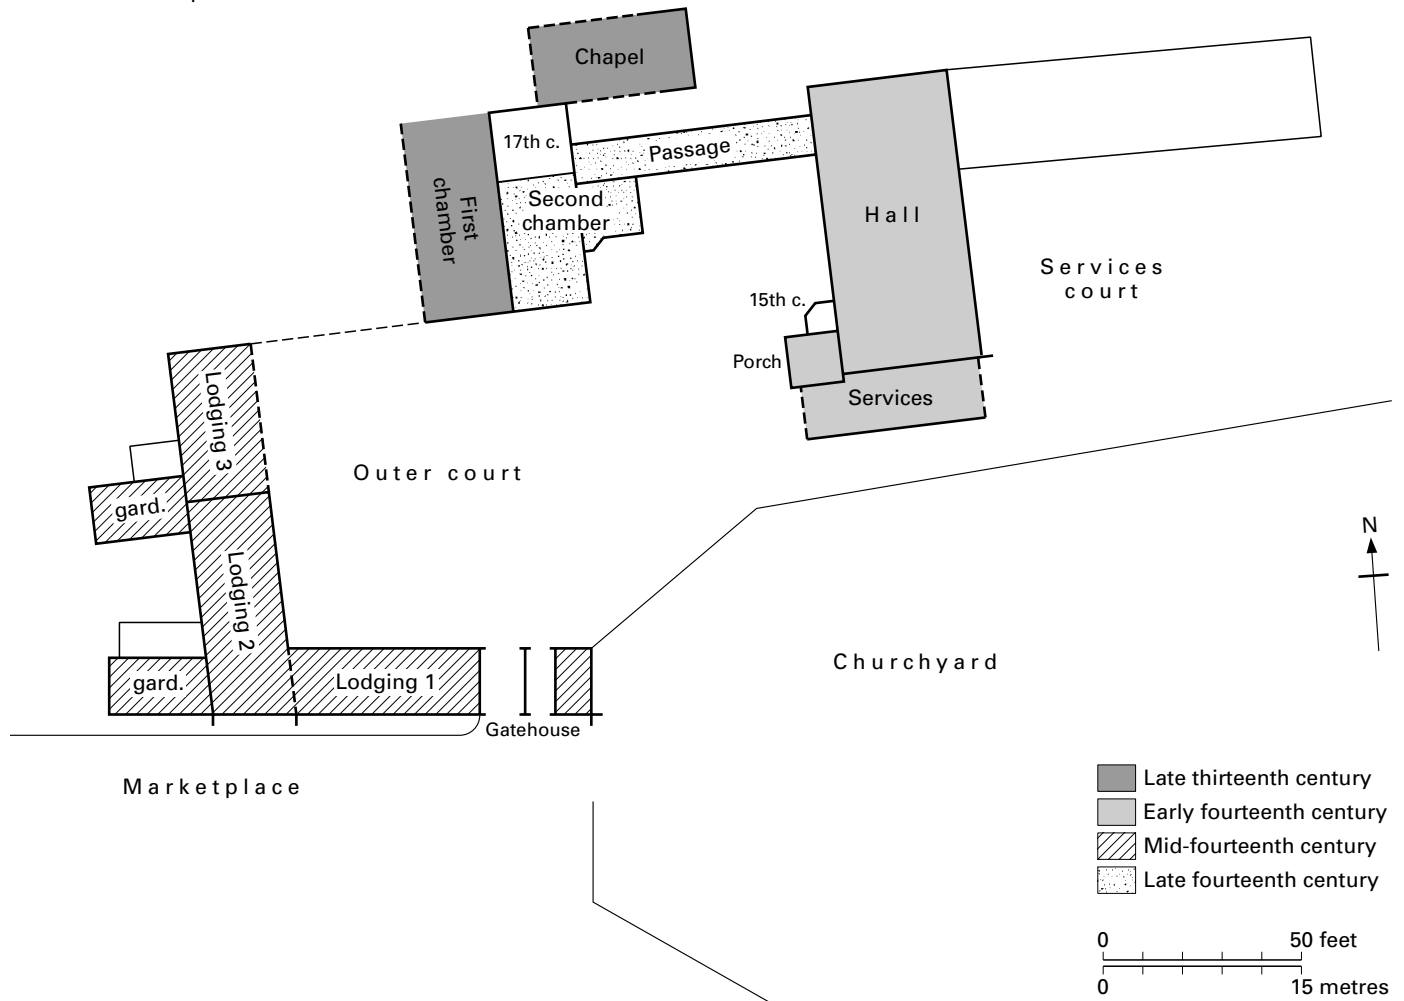 Chapel
17th c.
Passage
First
chamber
Second
chamber
Hall
Services
court
15th c.
Porch
Services
Lodging 3
Outer court
gard.
N
Lodging 2
gard.
Lodging 1
Churchyard
Gatehouse
Marketplace
Late thirteenth century
Early fourteenth century
Mid-fourteenth century
Late fourteenth century
0 50 feet
0 15 metres